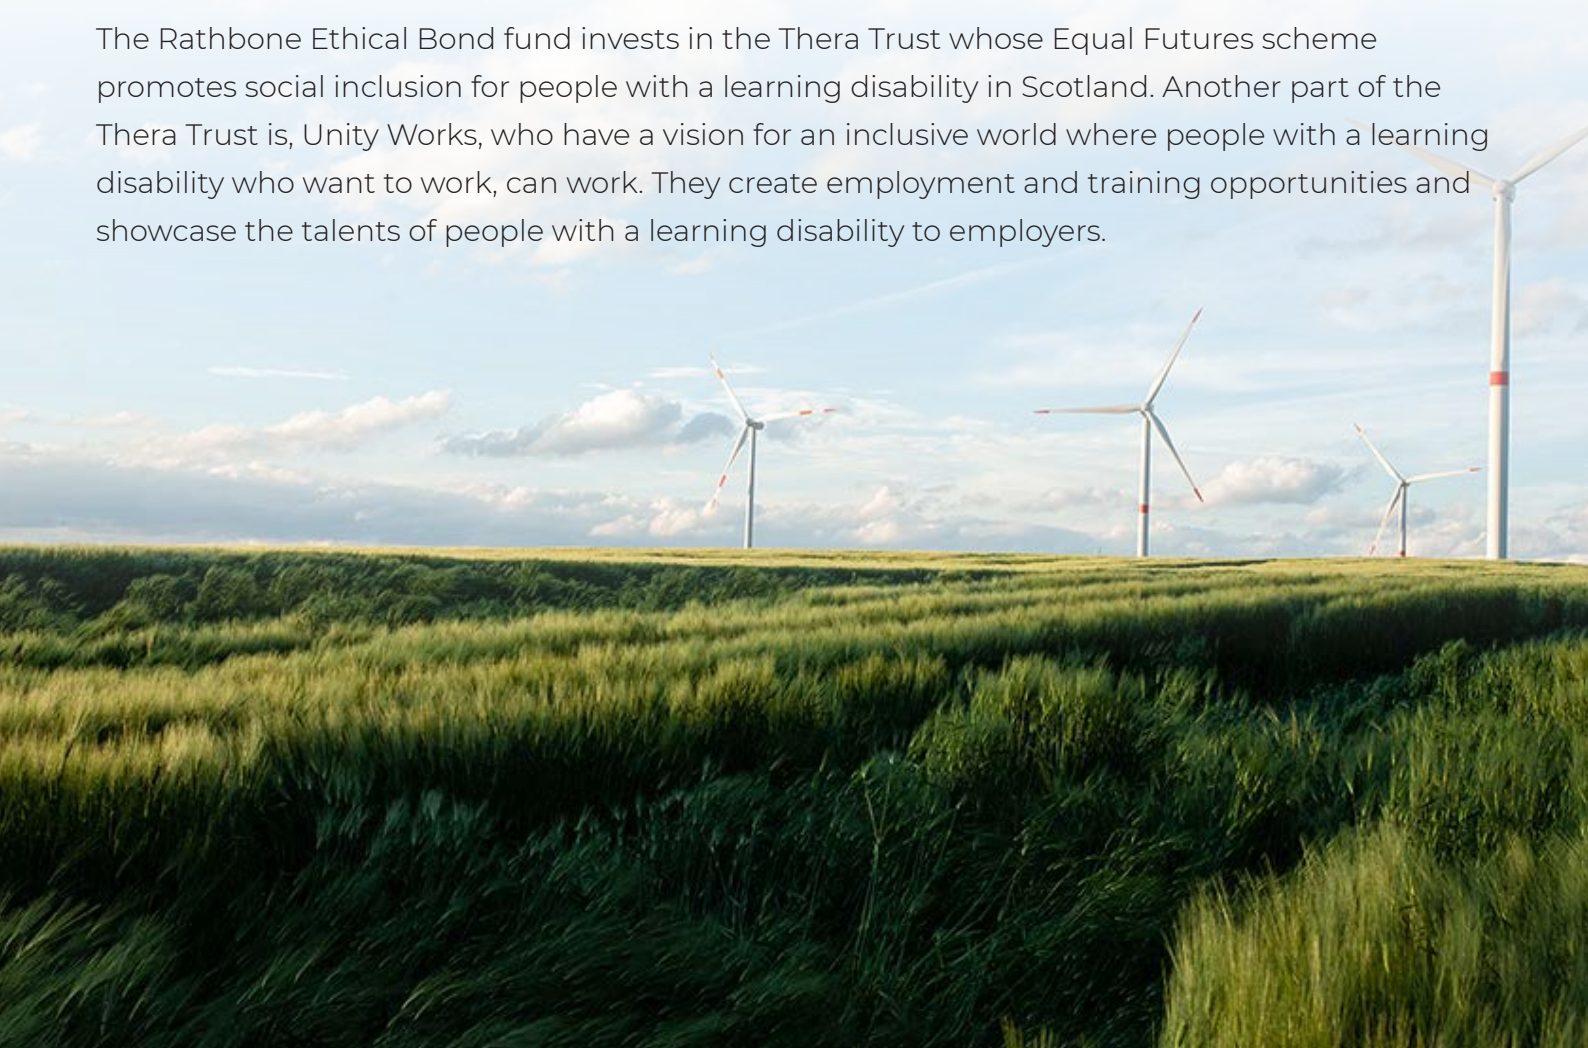 The Rathbone Ethical Bond fund invests in the Thera Trust whose Equal Futures scheme
promotes social inclusion for people with a learning disability in Scotland. Another part of the
Thera Trust is, Unity Works, who have a vision for an inclusive world where people with a learning
disability who want to work, can work. They create employment and training opportunities and
showcase the talents of people with a learning disability to employers.